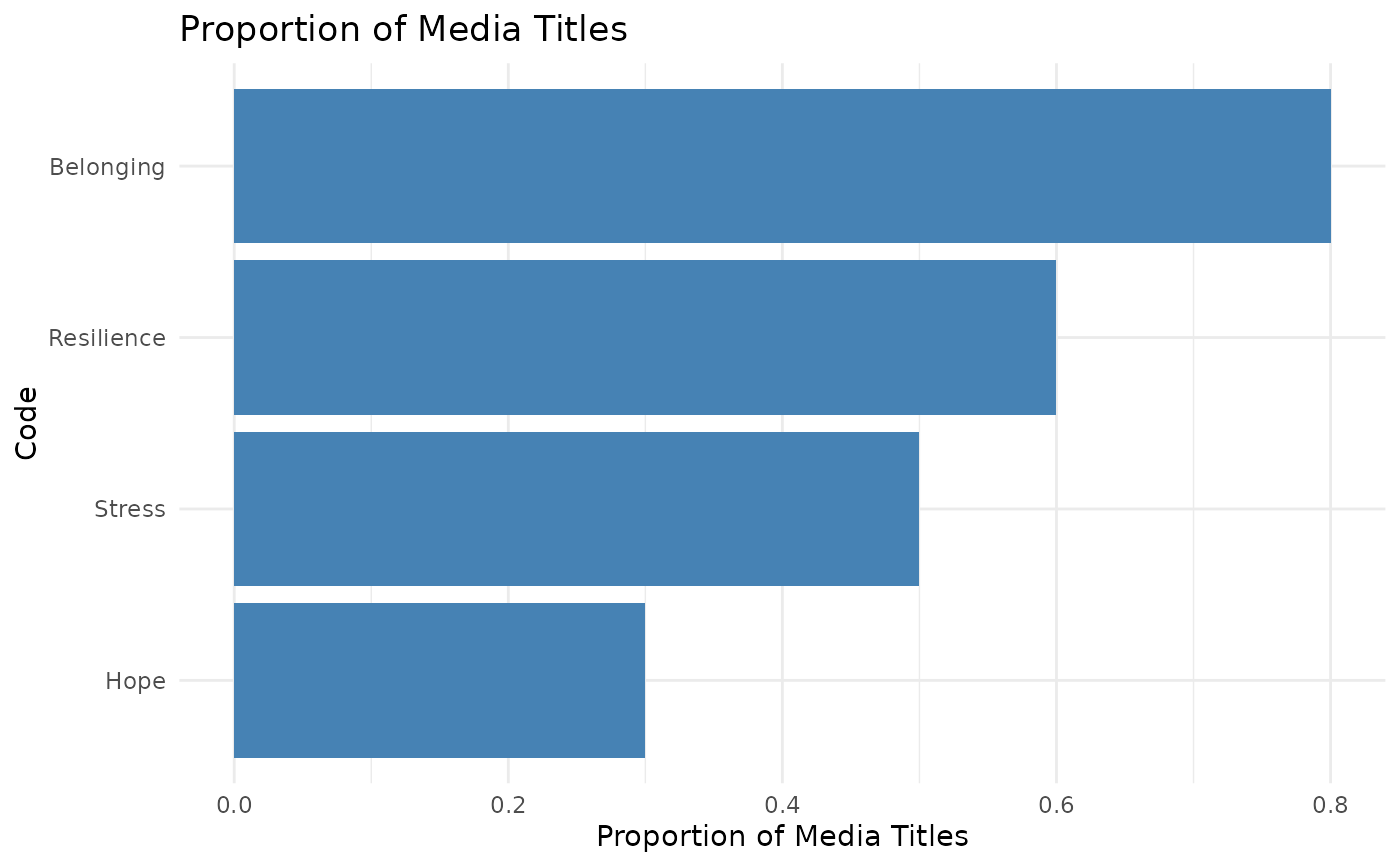 Proportion of Media Titles
Belonging
Resilience
Stress
Hope
Code
0.0 0.2 0.4 0.6 0.8
Proportion of Media Titles